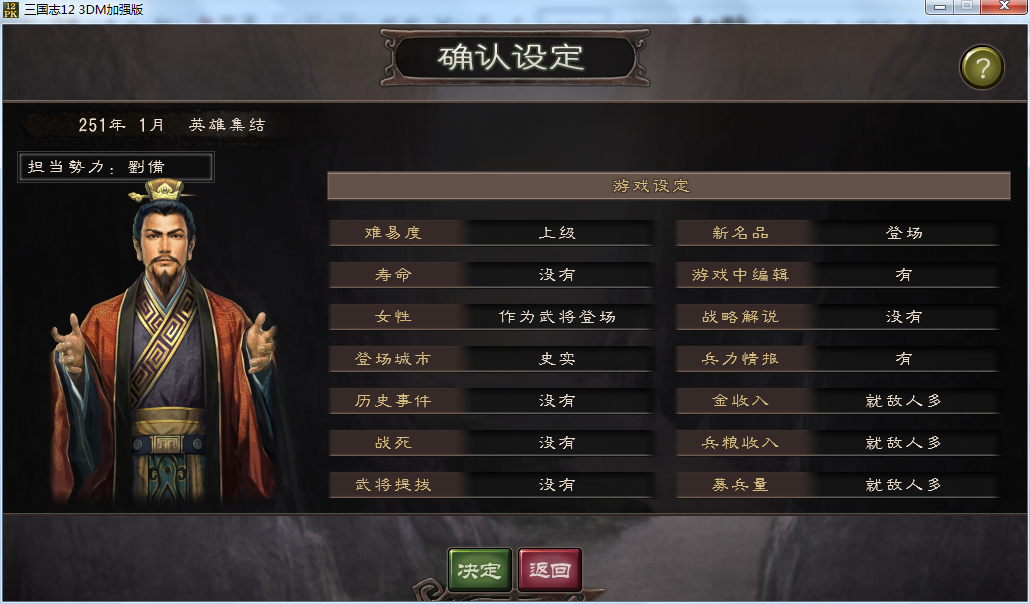 12
PK
三国志12 3DM加强版
确认设定
?
251年 1月 英雄集结
担当势力：劉備
游戏设定
难易度 上级 新名品 登场
寿命 没有 游戏中编辑 有
女性 作为武将登场 战略解说 没有
登场城市 史实 兵力情报 有
历史事件 没有 金收入 就敌人多
战死 没有 兵粮收入 就敌人多
武将提拔 没有 募兵量 就敌人多
决定 返回